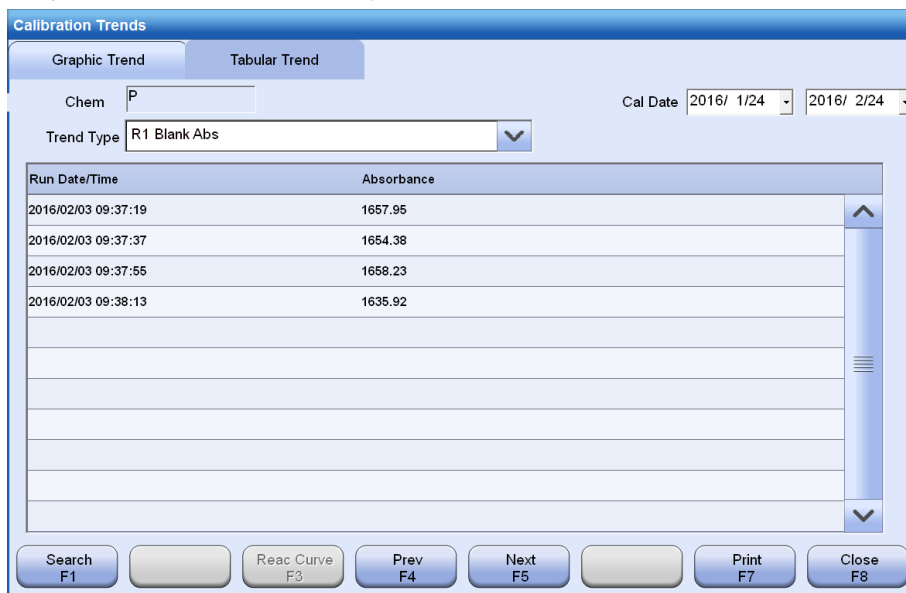 Calibration Trends
Graphic Trend Tabular Trend
Chem P Cal Date 2016/ 1/24 2016/ 2/24
Trend Type R1 Blank Abs
Run Date/Time Absorbance
2016/02/03 09:37:19 1657.95
2016/02/03 09:37:37 1654.38
2016/02/03 09:37:55 1658.23
2016/02/03 09:38:13 1635.92
Search Reac Curve Prev Next Print Close
F1 F3 F4 F5 F7 F8